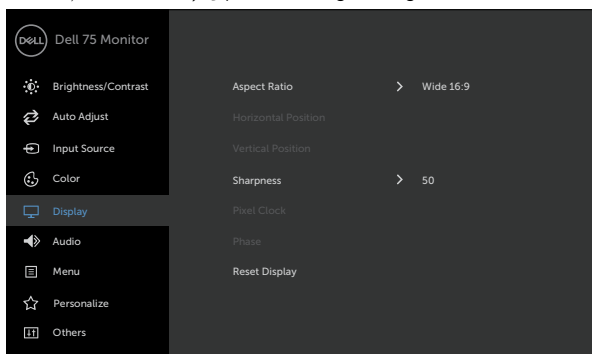 DELL Dell 75 Monitor
Brightness/Contrast
Auto Adjust
Input Source
Color
Display
Audio
Menu
Personalize
Others
Aspect Ratio > Wide 16:9
Horizontal Position
Vertical Position
Sharpness > 50
Pixel Clock
Phase
Reset Display